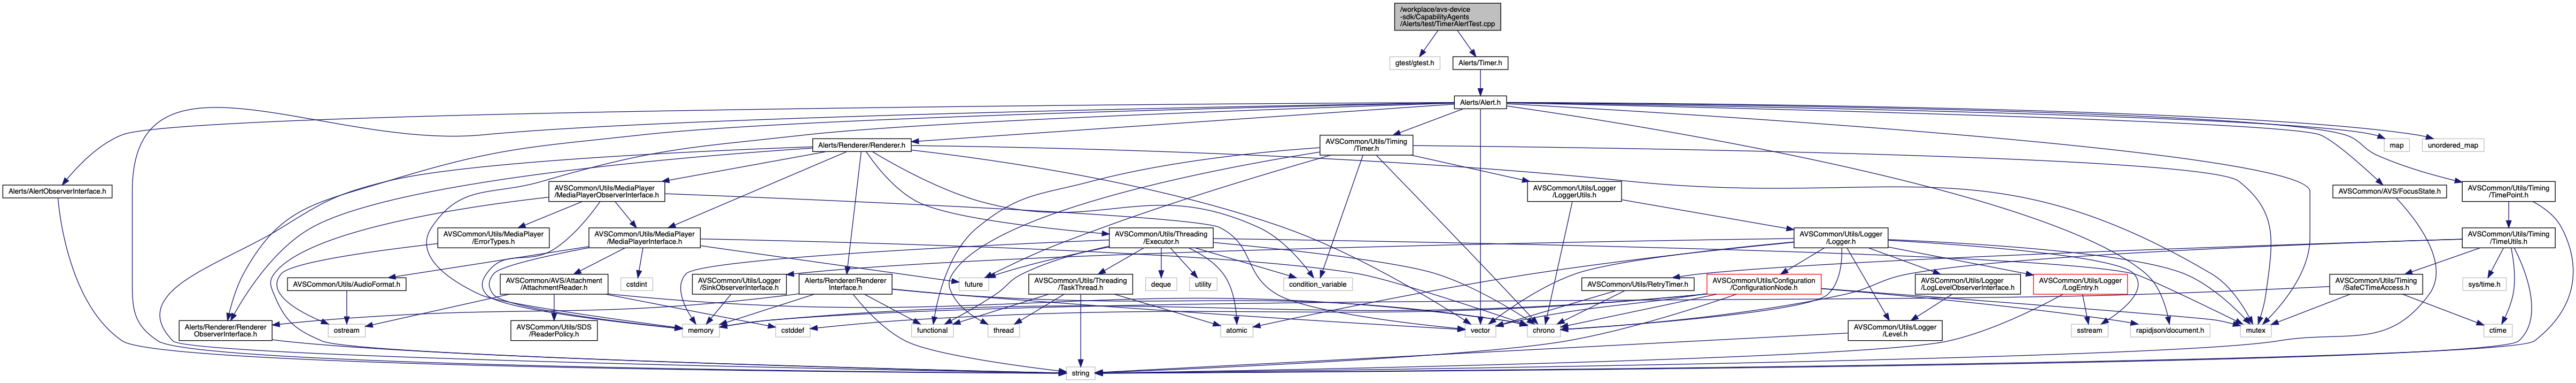 /workplace/avs-device
-sdk/CapabilityAgents
/Alerts/test/TimerAlertTest.cpp
gtest/gtest.h
Alerts/Timer.h
Alerts/Alert.h
Alerts/Renderer/Renderer.h
AVSCommon/Utils/Timing
/Timer.h
map
unordered_map
Alerts/AlertObserverInterface.h
AVSCommon/Utils/MediaPlayer
/MediaPlayerObserverInterface.h
AVSCommon/Utils/Logger
/LoggerUtils.h
AVSCommon/AVS/FocusState.h
AVSCommon/Utils/Timing
/TimePoint.h
AVSCommon/Utils/MediaPlayer
/ErrorTypes.h
AVSCommon/Utils/MediaPlayer
/MediaPlayerInterface.h
AVSCommon/Utils/Threading
/Executor.h
AVSCommon/Utils/Logger
/Logger.h
AVSCommon/Utils/Timing
/TimeUtils.h
AVSCommon/Utils/AudioFormat.h
AVSCommon/AVS/Attachment
/AttachmentReader.h
cstdint
AVSCommon/Utils/Logger
/SinkObserverInterface.h
Alerts/Renderer/Renderer
Interface.h
future
AVSCommon/Utils/Threading
/TaskThread.h
deque
utility
condition_variable
AVSCommon/Utils/RetryTimer.h
AVSCommon/Utils/Configuration
/ConfigurationNode.h
AVSCommon/Utils/Logger
/LogLevelObserverInterface.h
AVSCommon/Utils/Logger
/LogEntry.h
AVSCommon/Utils/Timing
/SafeCTimeAccess.h
sys/time.h
Alerts/Renderer/Renderer
ObserverInterface.h
ostream
AVSCommon/Utils/SDS
/ReaderPolicy.h
memory
cstddef
functional
thread
atomic
vector
chrono
AVSCommon/Utils/Logger
/Level.h
sstream
rapidjson/document.h
mutex
ctime
string